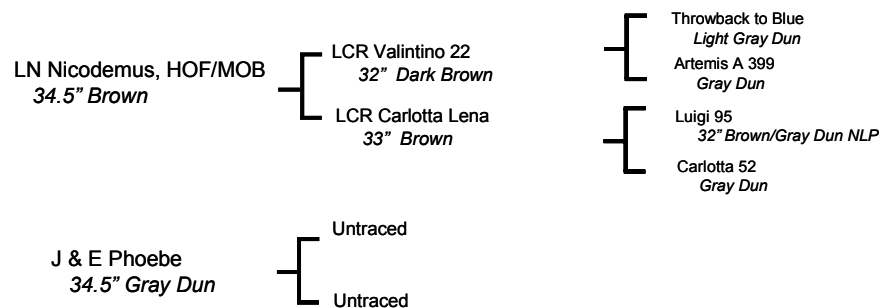 LN Nicodemus, HOF/MOB
34.5” Brown
LCR Valintino 22
32” Dark Brown
LCR Carlotta Lena
33” Brown
Throwback to Blue
Light Gray Dun
Artemis A 399
Gray Dun
Luigi 95
32” Brown/Gray Dun NLP
Carlotta 52
Gray Dun
J & E Phoebe
34.5” Gray Dun
Untraced
Untraced